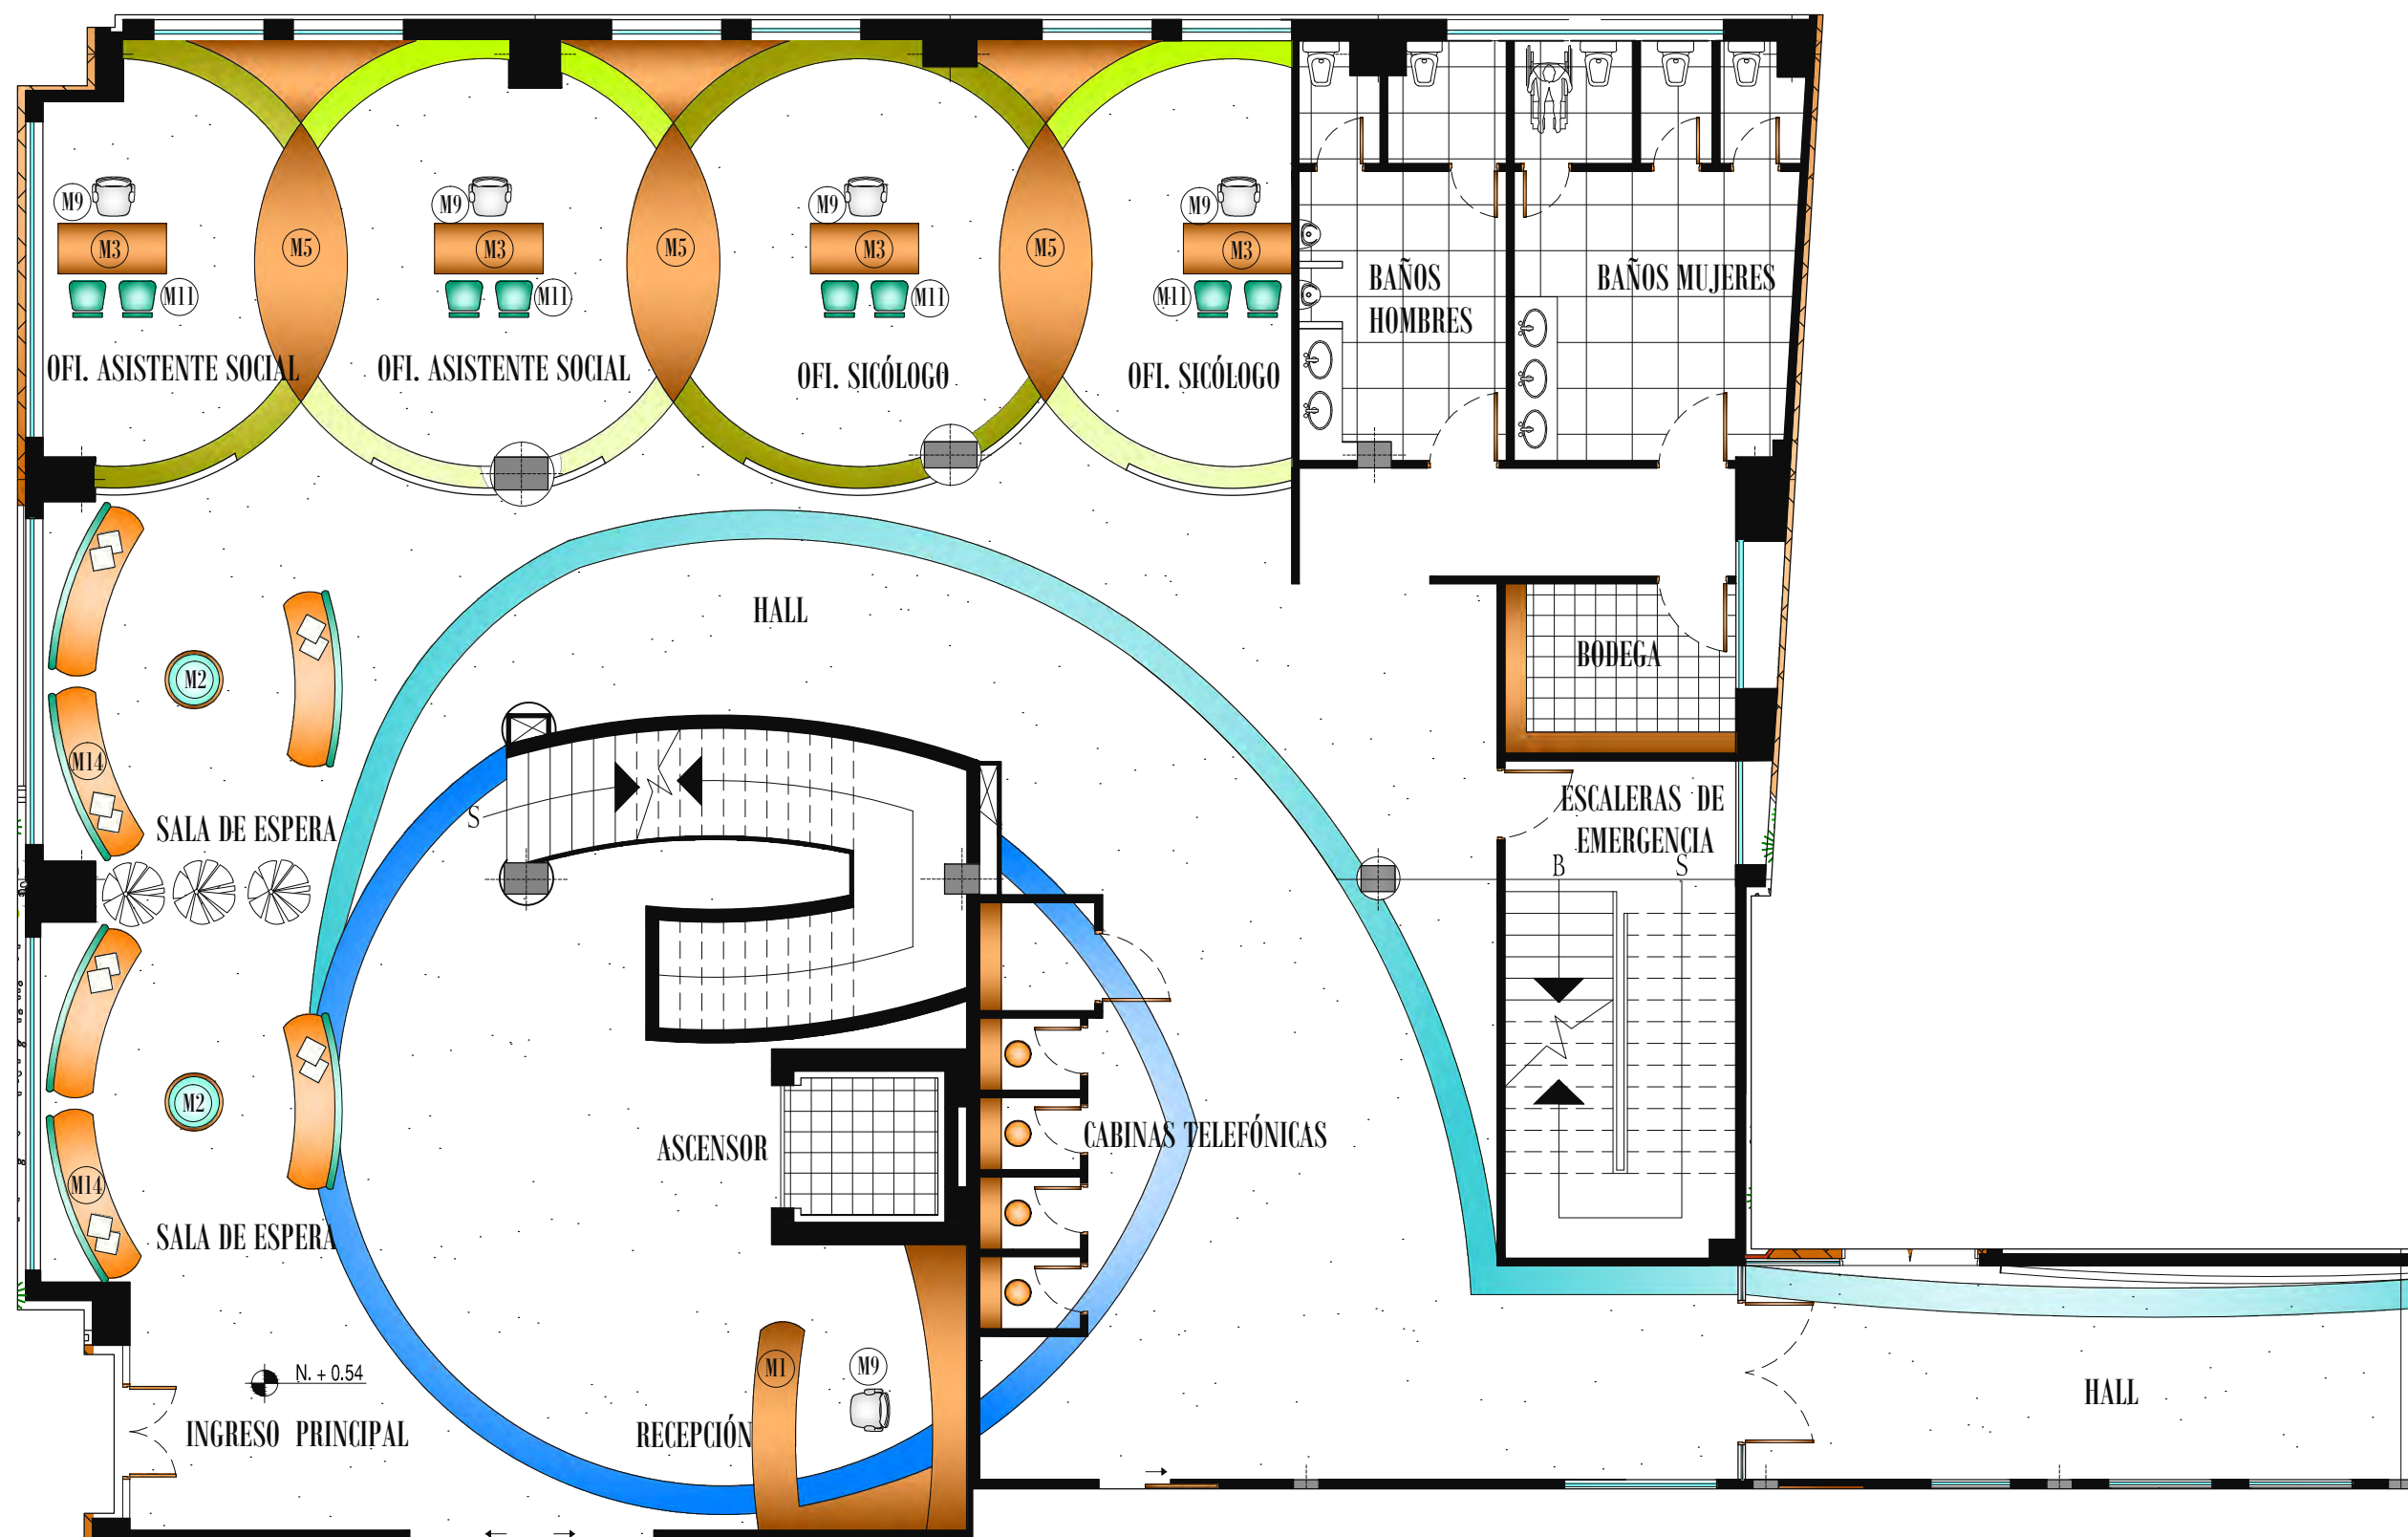 M9
M9
M9
M9
M3
M5
M3
M5
M3
M5
M3
M11
M11
M11
M11
BAÑOS
HOMBRES
BAÑOS MUJERES
OFI. ASISTENTE SOCIAL
OFI. ASISTENTE SOCIAL
OFI. SICÓLOGO
OFI. SICÓLOGO
HALL
BODEGA
M2
M14
ESCALERAS DE
EMERGENCIA
S
SALA DE ESPERA
B
S
M2
CABINAS TELEFÓNICAS
ASCENSOR
M14
SALA DE ESPERA
N. + 0.54
M1
M9
HALL
INGRESO PRINCIPAL
RECEPCIÓN